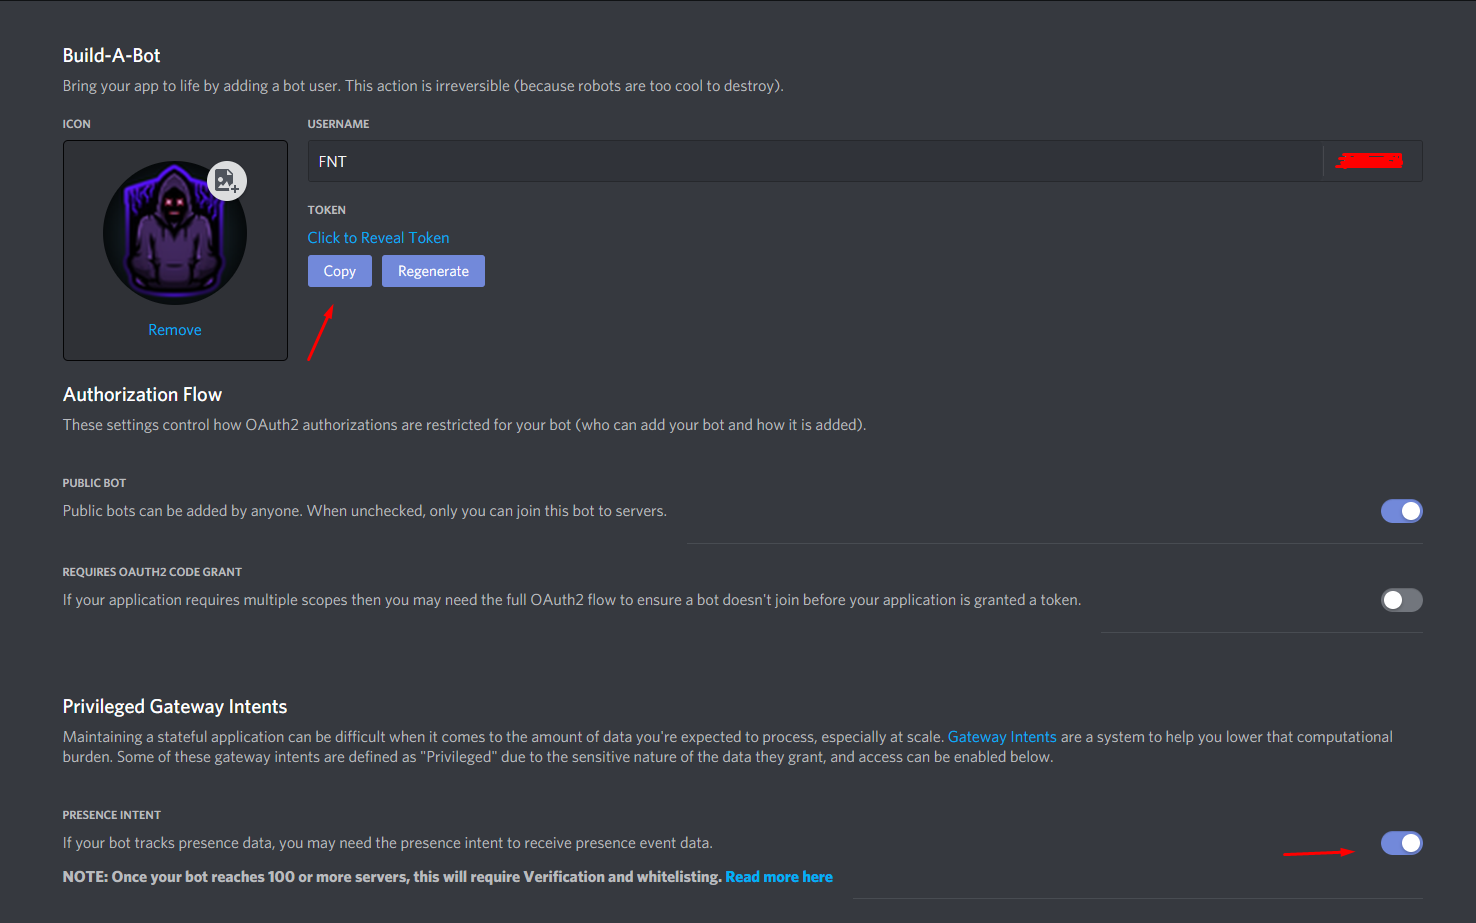 Build-A-Bot
Bring your app to life by adding a bot user. This action is irreversible (because robots are too cool to destroy).
ICON
USERNAME
FNT
TOKEN
Click to Reveal Token
Copy
Regenerate
Remove
Authorization Flow
These settings control how OAuth2 authorizations are restricted for your bot (who can add your bot and how it is added).
PUBLIC BOT
Public bots can be added by anyone. When unchecked, only you can join this bot to servers.
REQUIRES OAUTH2 CODE GRANT
If your application requires multiple scopes then you may need the full OAuth2 flow to ensure a bot doesn't join before your application is granted a token.
Privileged Gateway Intents
Maintaining a stateful application can be difficult when it comes to the amount of data you're expected to process, especially at scale. Gateway Intents are a system to help you lower that computational
burden. Some of these gateway intents are defined as "Privileged" due to the sensitive nature of the data they grant, and access can be enabled below.
PRESENCE INTENT
If your bot tracks presence data, you may need the presence intent to receive presence event data.
NOTE: Once your bot reaches 100 or more servers, this will require Verification and whitelisting. Read more here